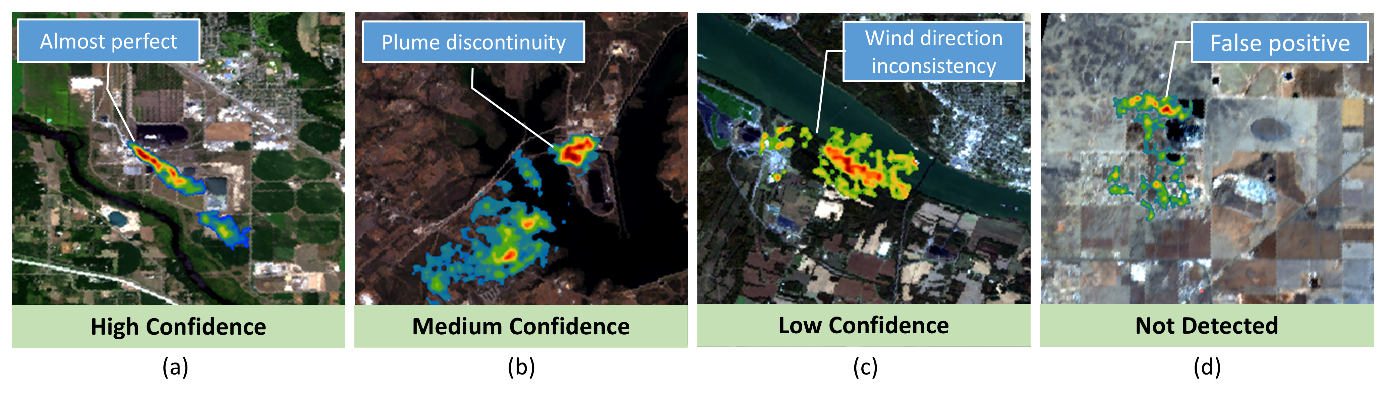 Almost perfect
Plume discontinuity
Wind direction
inconsistency
False positive
High Confidence
Medium Confidence
Low Confidence
Not Detected
(a)
(b)
(c)
(d)